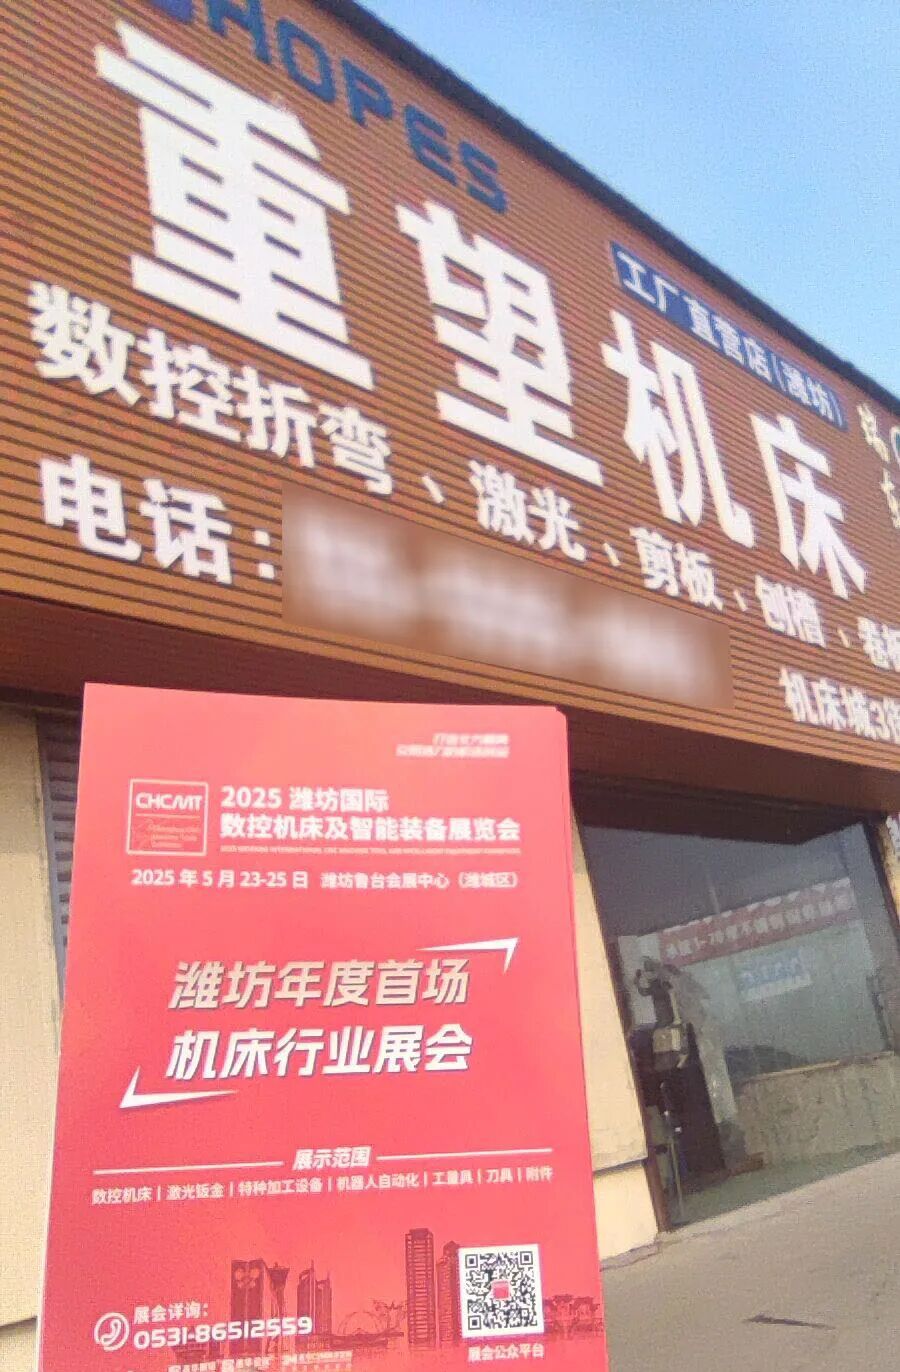 HOPES
重望机床
工厂直营店(潍坊)
数控折弯、激光、剪板、刨槽、卷板
电话:
机床城3街
CHCMT
2025 潍坊国际
数控机床及智能装备展览会
2025 年 5 月 23-25 日 潍坊鲁台会展中心(潍城区)
潍坊年度首场
机床行业展会
展示范围
数控机床 | 激光钣金 | 特种加工设备 | 机器人自动化 | 工量具 | 刀具 | 附件
展会详询:
0531-86512559
展会公众平台